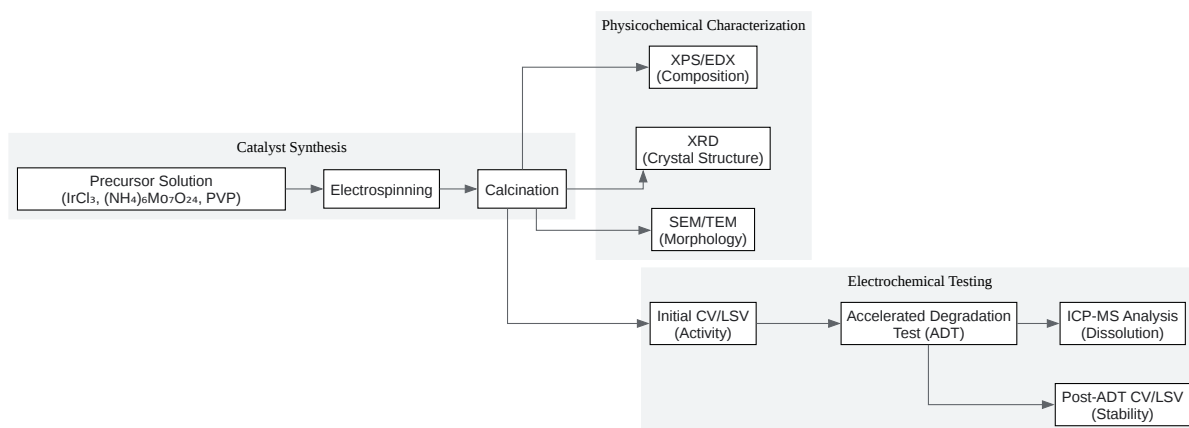 Physicochemical Characterization
XPS/EDX
(Composition)
XRD
(Crystal Structure)
SEM/TEM
(Morphology)
Catalyst Synthesis
Precursor Solution
(IrCl₃, (NH₄)₆Mo₇O₂₄, PVP)
Electrospinning
Calcination
Electrochemical Testing
Initial CV/LSV
(Activity)
Accelerated Degradation
Test (ADT)
ICP-MS Analysis
(Dissolution)
Post-ADT CV/LSV
(Stability)